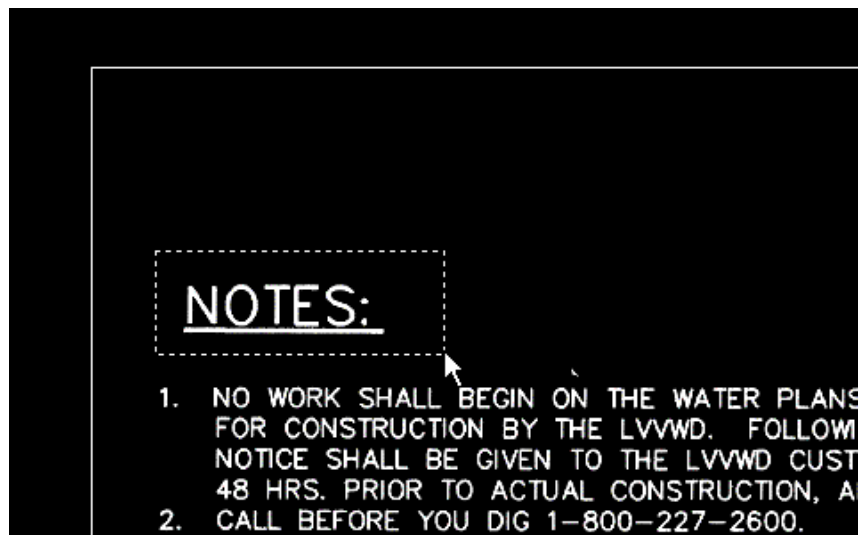 NOTES:
1. NO WORK SHALL BEGIN ON THE WATER PLANS
FOR CONSTRUCTION BY THE LVVWD. FOLLOWI
NOTICE SHALL BE GIVEN TO THE LVVWD CUST
48 HRS. PRIOR TO ACTUAL CONSTRUCTION,
2. CALL BEFORE YOU DIG 1-800-227-2600.